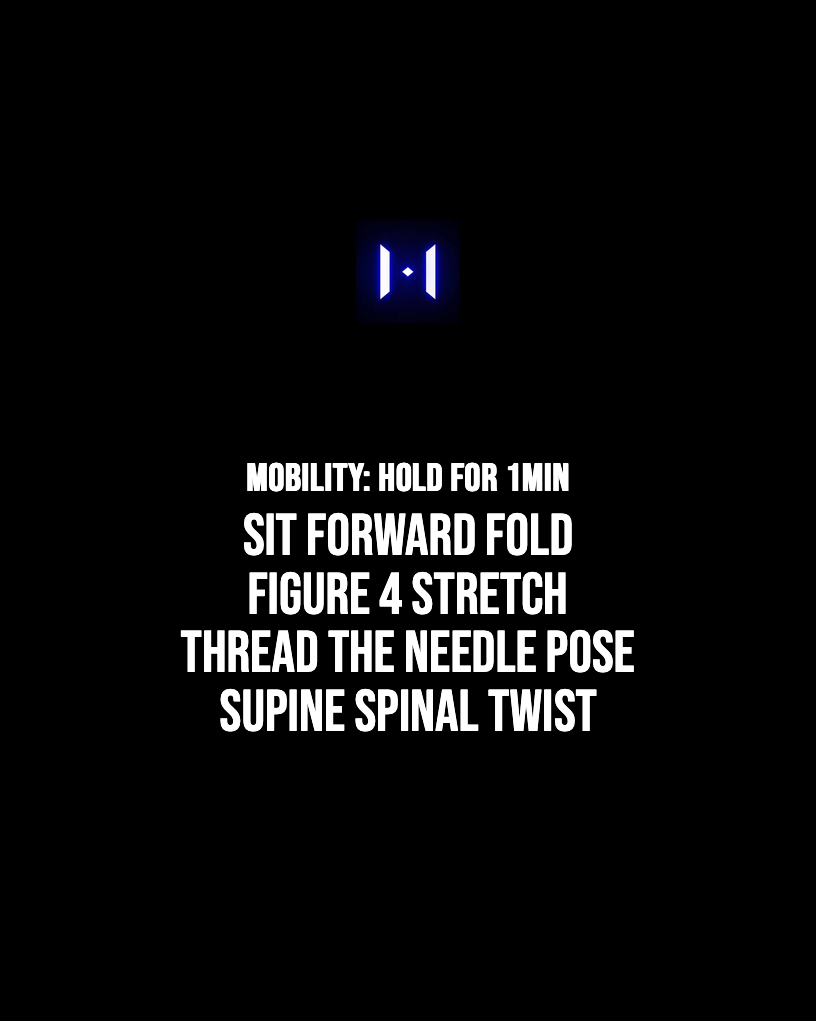 MOBILITY: HOLD FOR 1MIN
SIT FORWARD FOLD
FIGURE 4 STRETCH
THREAD THE NEEDLE POSE
SUPINE SPINAL TWIST